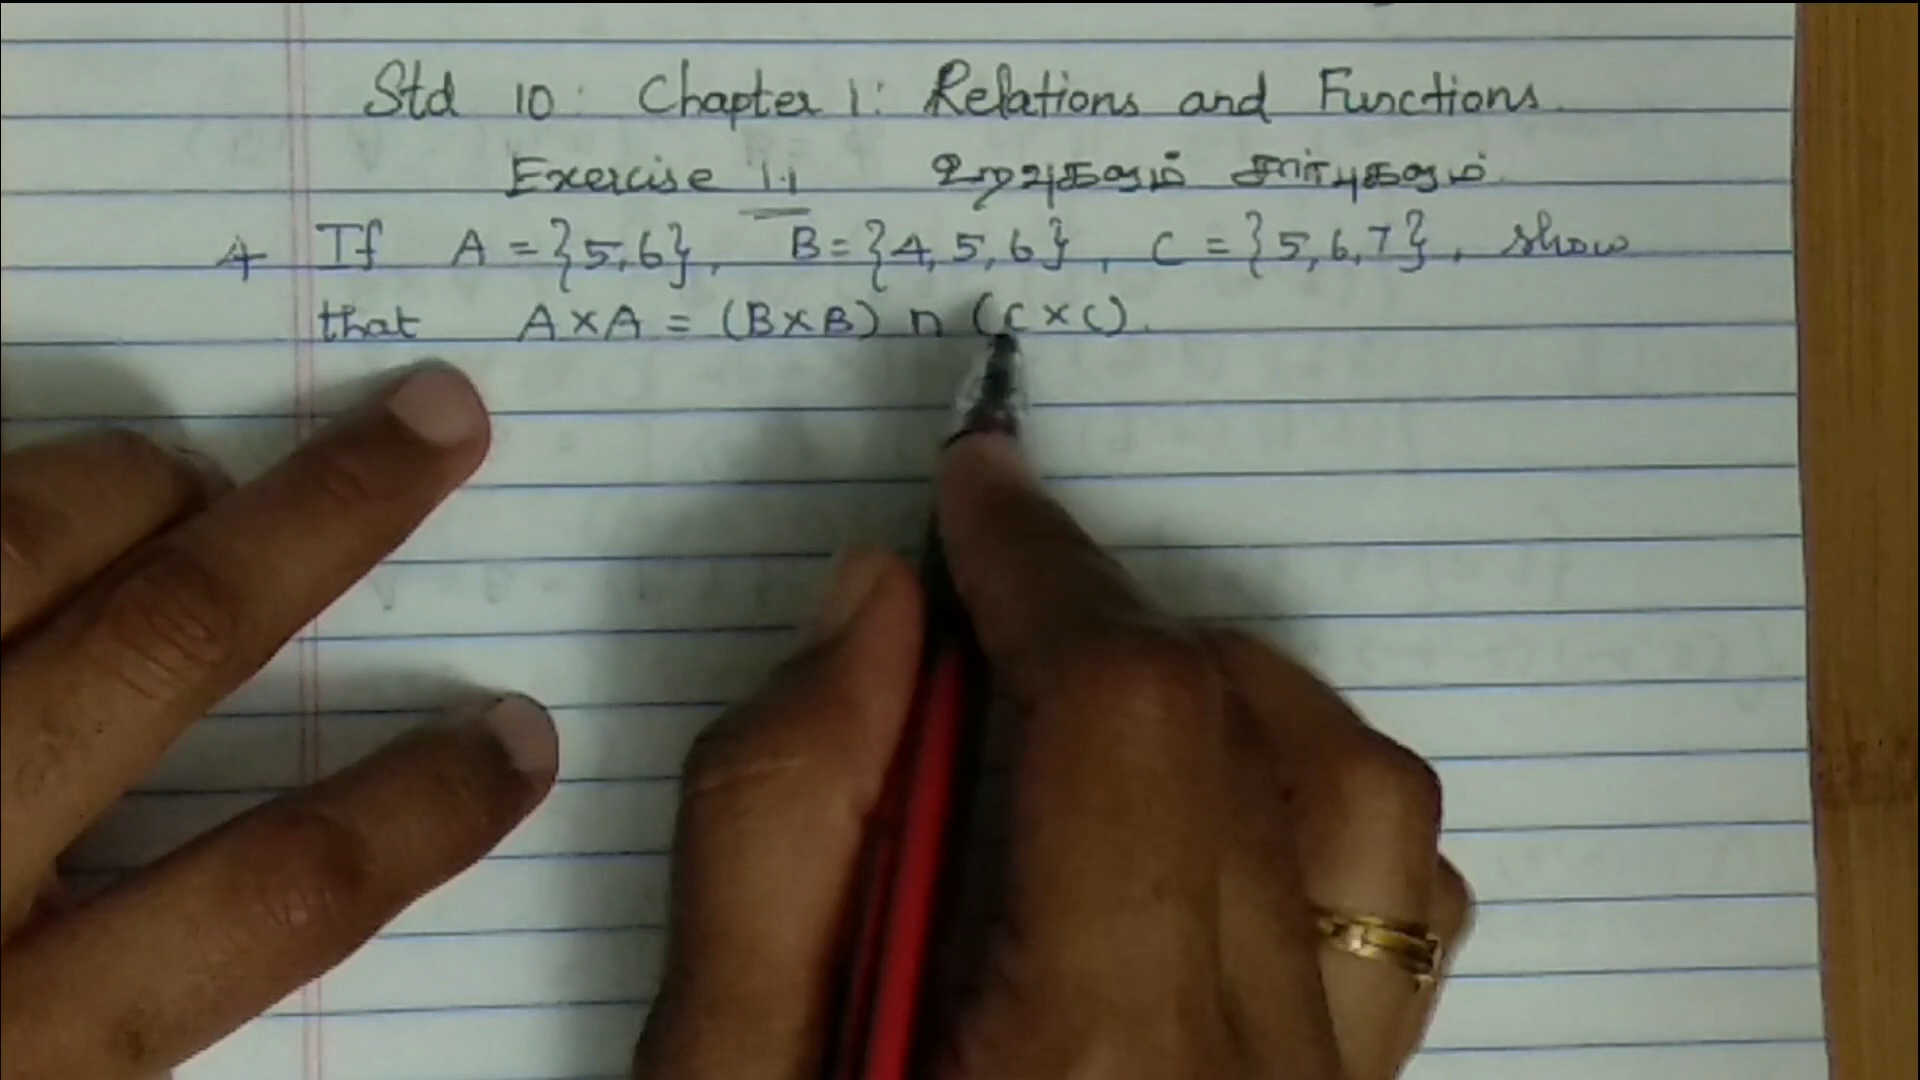 Std 10: Chapter 1: Relations and Functions.
Exercise 1.1 உறவுகளும் சார்புகளும்.
4 If A = {5,6}, B = {4,5,6}, C = {5,6,7}, show
that A×A = (B×B) ∩ (C×C).